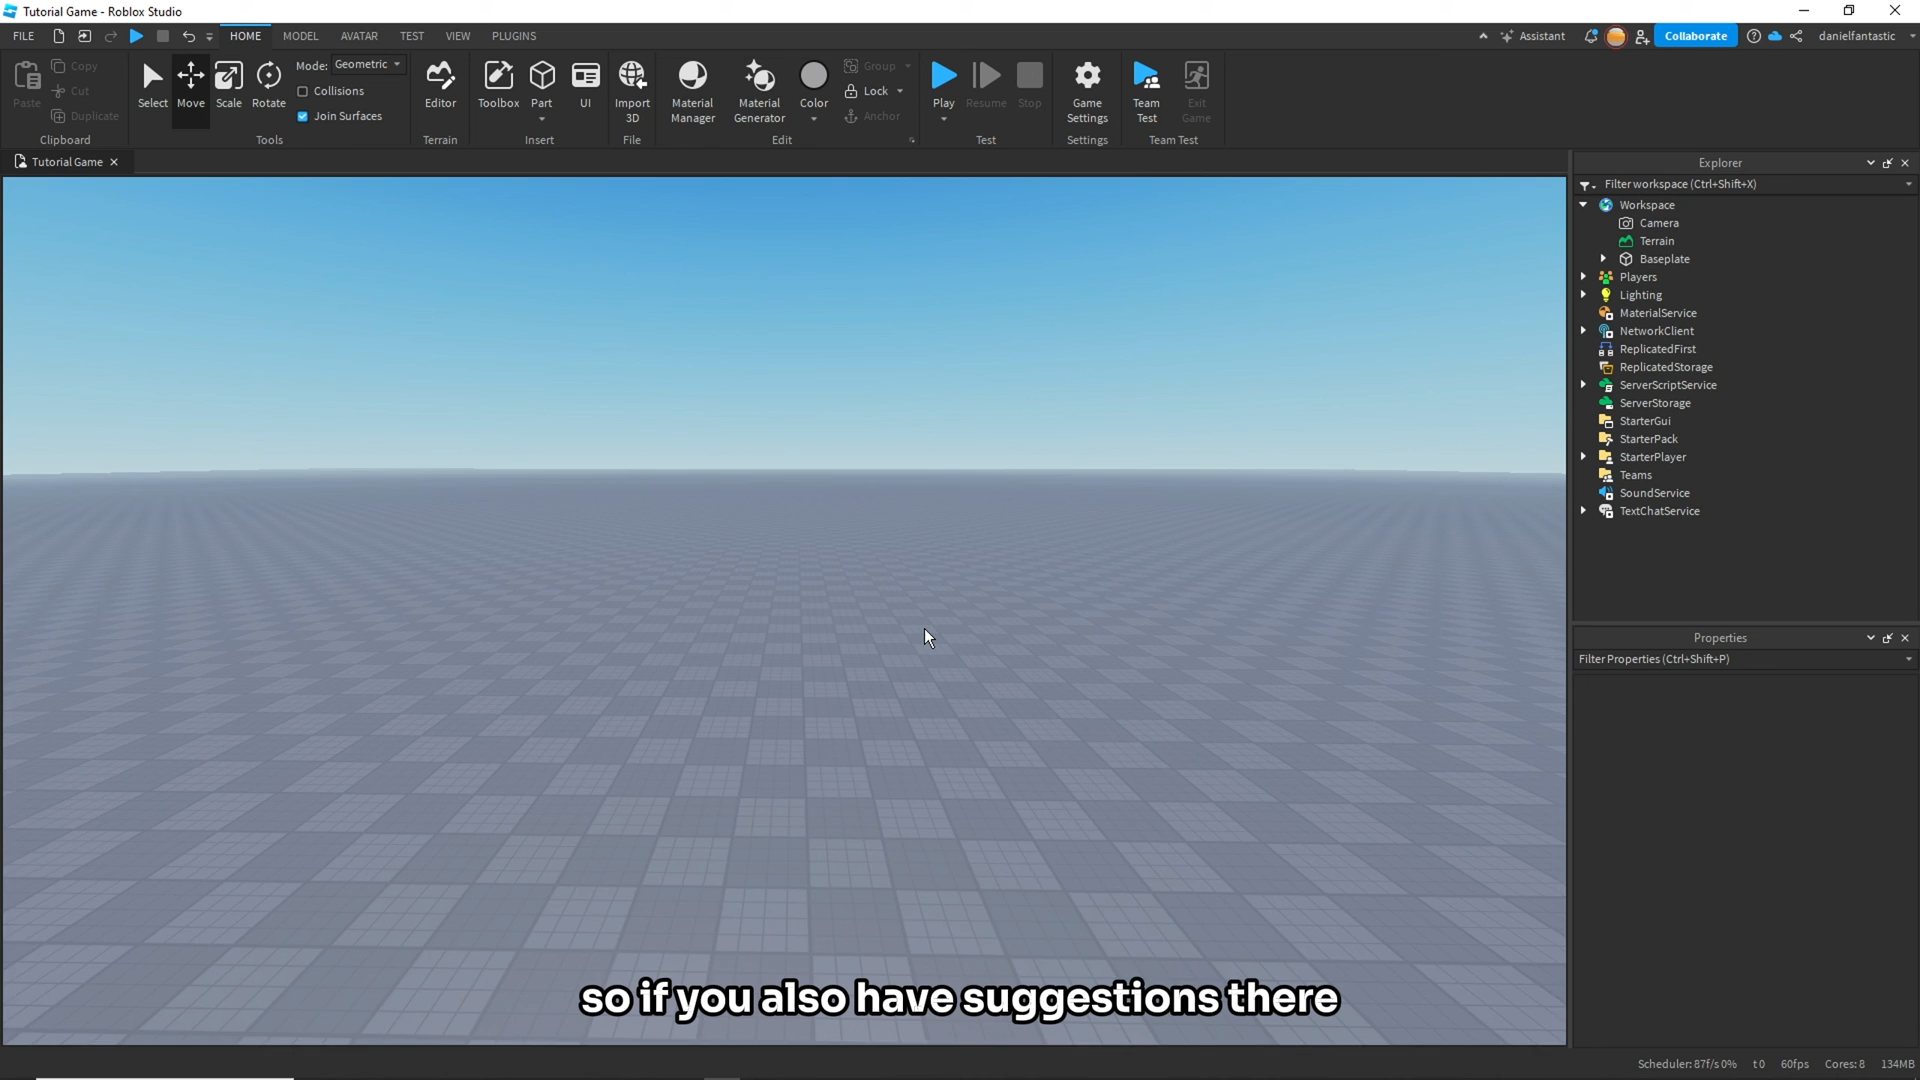 Tutorial Game - Roblox Studio
FILE HOME MODEL AVATAR TEST VIEW PLUGINS Assistant Collaborate danielfantastic
Paste
Copy
Cut
Duplicate
Clipboard
Select Move Scale Rotate
Mode: Geometric
Collisions
Join Surfaces
Tools
Editor
Terrain
Toolbox Part UI
Insert
Import
3D
File
Material
Manager
Material
Generator
Color
Group
Lock
Anchor
Edit
Play Resume Stop
Test
Game
Settings
Settings
Team
Test
Exit
Game
Team Test
Tutorial Game
Explorer
Filter workspace (Ctrl+Shift+X)
Workspace
Camera
Terrain
Baseplate
Players
Lighting
MaterialService
NetworkClient
ReplicatedFirst
ReplicatedStorage
ServerScriptService
ServerStorage
StarterGui
StarterPack
StarterPlayer
Teams
SoundService
TextChatService
Properties
Filter Properties (Ctrl+Shift+P)
so if you also have suggestions there
Scheduler: 87f/s 0% t 0 60fps Cores: 8 134MB